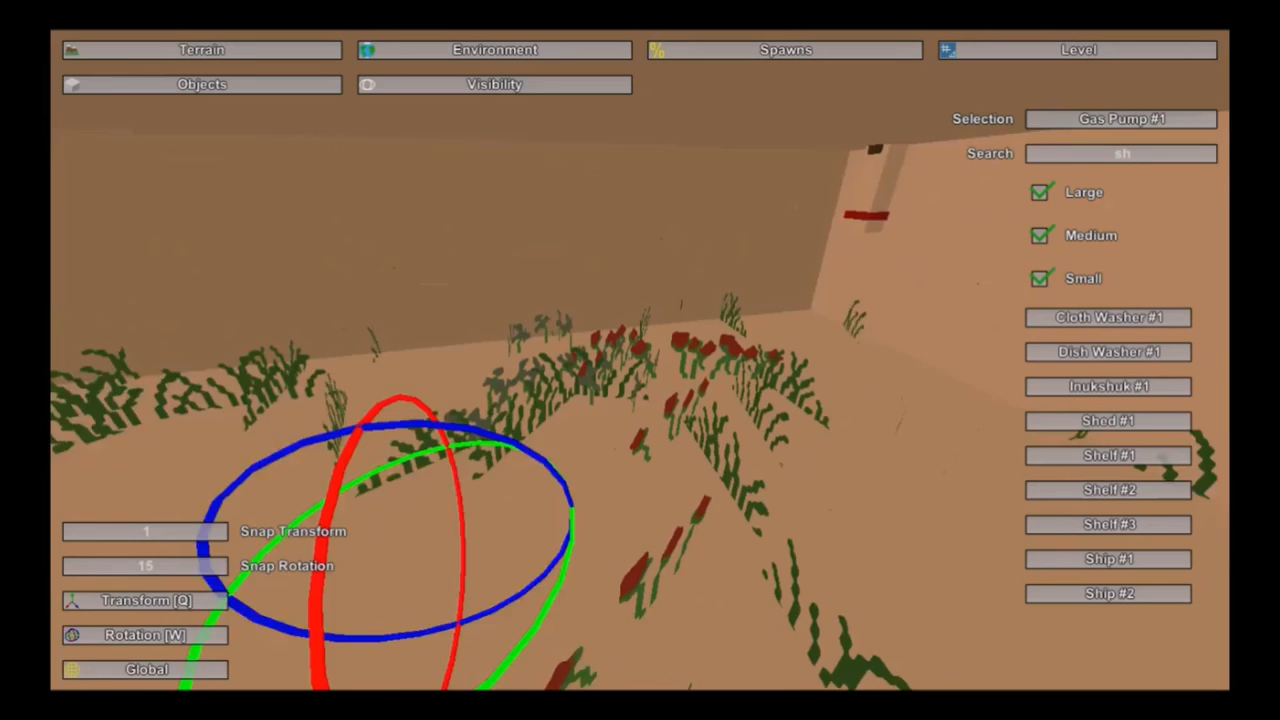 Terrain
Environment
Spawns
Level
Objects
Visibility
Selection
Gas Pump #1
Search
sh
Large
Medium
Small
Cloth Washer #1
Dish Washer #1
Inukshuk #1
Shed #1
Shelf #1
Shelf #2
Shelf #3
Ship #1
Ship #2
1
Snap Transform
15
Snap Rotation
Transform [Q]
Rotation [W]
Global